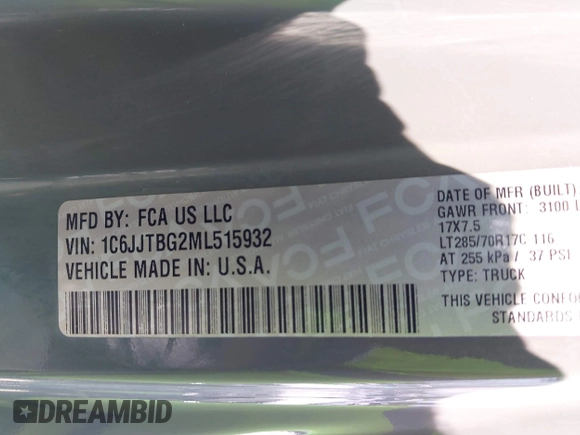 MFD BY: FCA US LLC
VIN: 1C6JJTBG2ML515932
VEHICLE MADE IN: U.S.A.
DATE OF MFR (BUILT)
GAWR FRONT: 3100
17X7.5
LT285/70R17C 116
AT 255 kPa / 37 PSI
TYPE: TRUCK
THIS VEHICLE
STANDARDS
DREAMBID